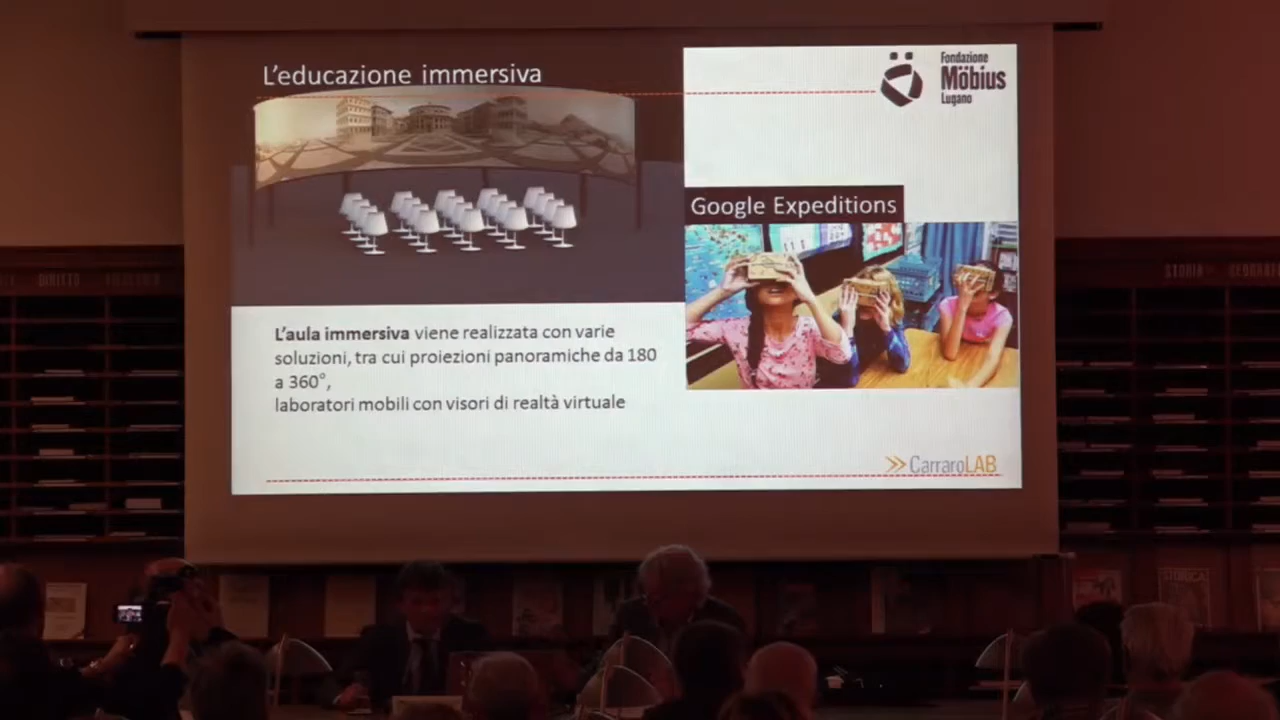 L'educazione immersiva
Fondazione
Möbius
Lugano
Google Expeditions
L'aula immersiva viene realizzata con varie
soluzioni, tra cui proiezioni panoramiche da 180
a 360°,
laboratori mobili con visori di realtà virtuale
CarraroLAB
DIRITTO
STORIA
STORICA